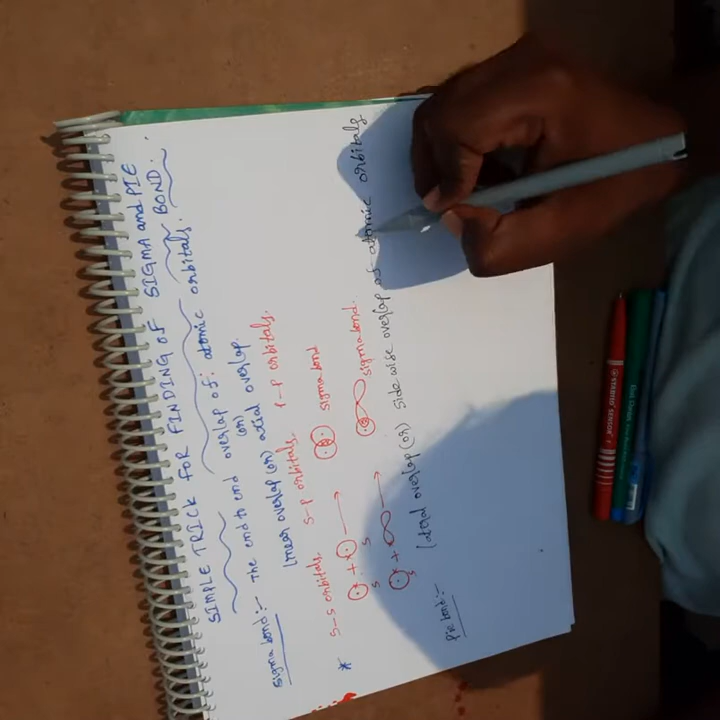 SIMPLE TRICK FOR FINDING OF SIGMA and PIE
BOND.
Sigma bond:- The end to end overlap of: atomic orbitals.
(or)
linear overlap (or) axial overlap.
* s-s orbitals. s-p orbitals. p-p orbitals.
+ → sigma bond
s s
+ → sigma bond.
s
Pie bond:- lateral overlap (or) side wise overlap of atomic orbitals